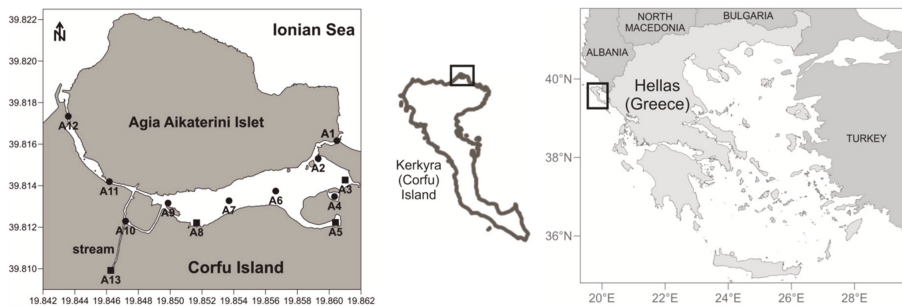 39.822
39.820
39.818
39.816
39.814
39.812
39.810
N
Ionian Sea
Agia Aikaterini Islet
A1
A2
A3
A4
A5
A6
A7
A8
A9
A10
A11
A12
A13
stream
Corfu Island
19.842 19.844 19.846 19.848 19.850 19.852 19.854 19.856 19.858 19.860 19.862
Kerkyra
(Corfu)
Island
NORTH
MACEDONIA
BULGARIA
ALBANIA
Hellas
(Greece)
TURKEY
40°N
38°N
36°N
20°E 22°E 24°E 26°E 28°E